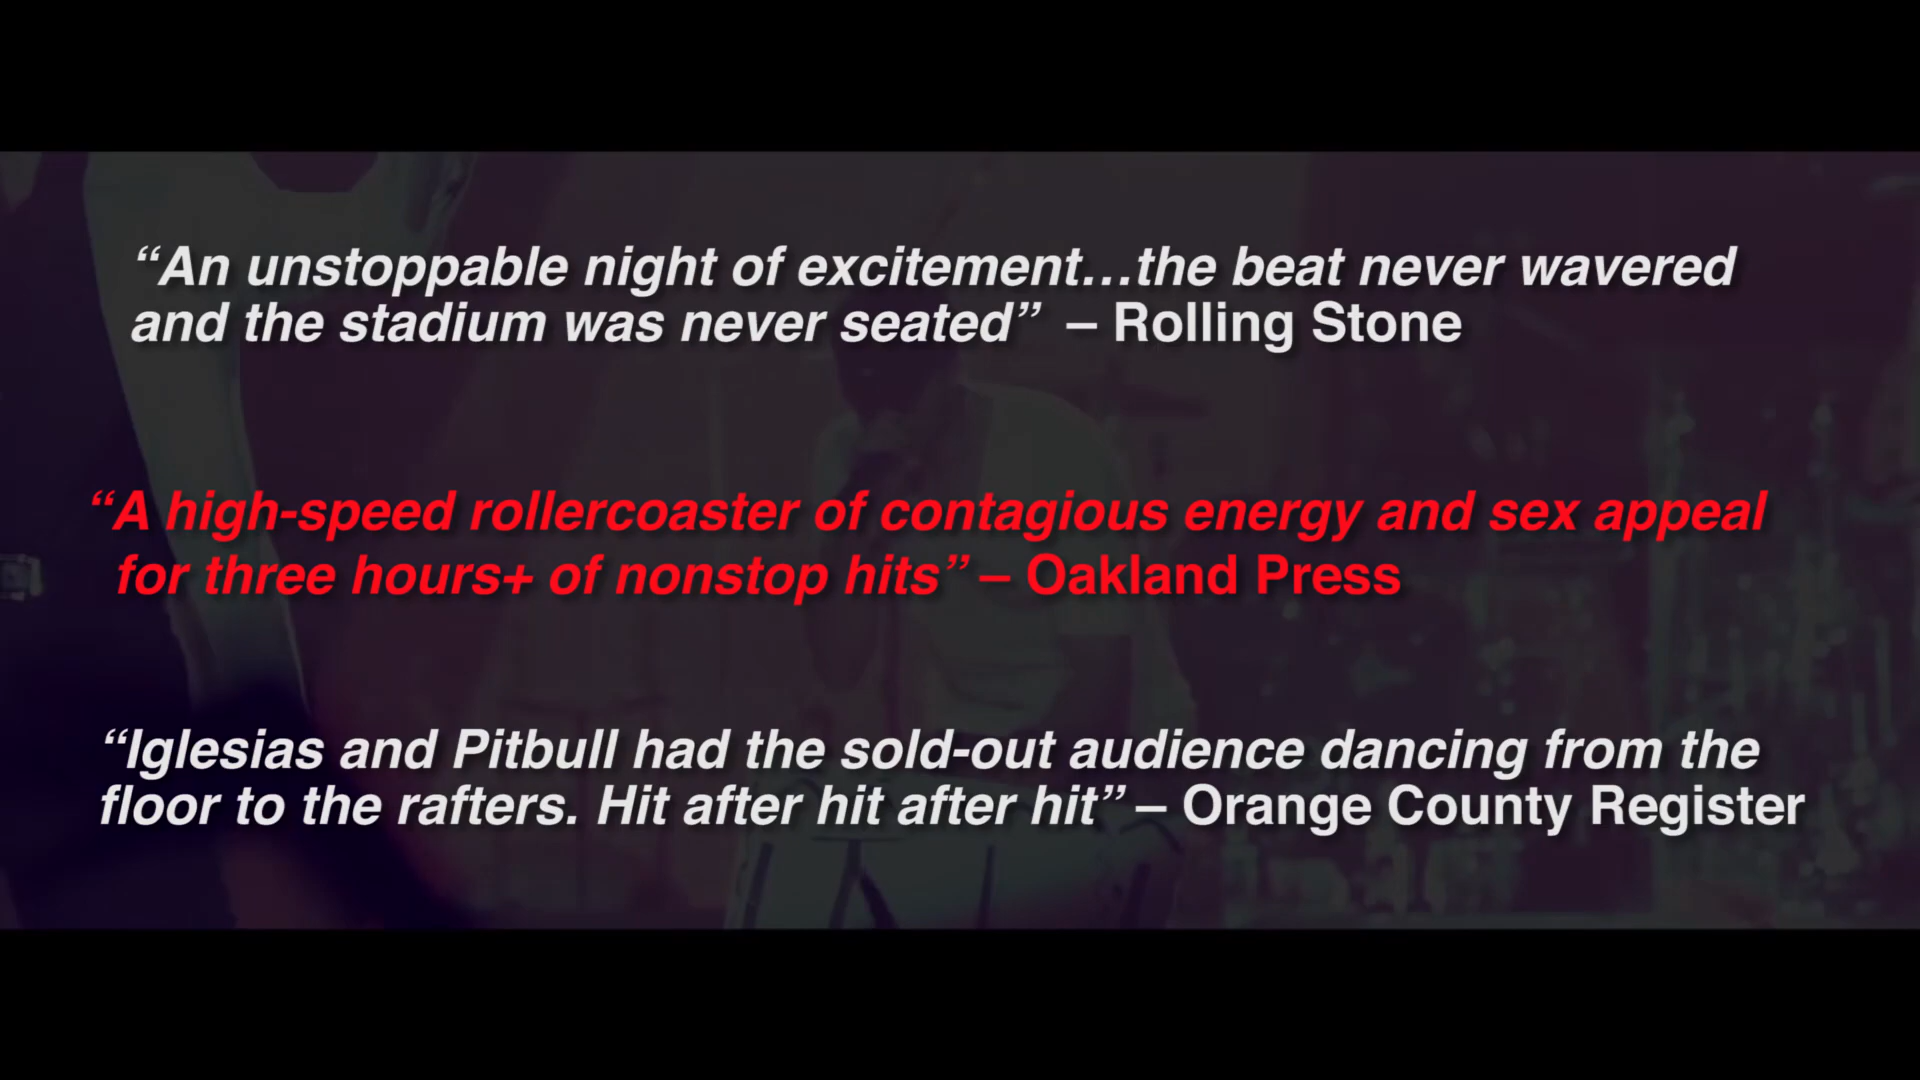 “An unstoppable night of excitement…the beat never wavered
and the stadium was never seated” – Rolling Stone
“A high-speed rollercoaster of contagious energy and sex appeal
for three hours+ of nonstop hits” – Oakland Press
“Iglesias and Pitbull had the sold-out audience dancing from the
floor to the rafters. Hit after hit after hit” – Orange County Register